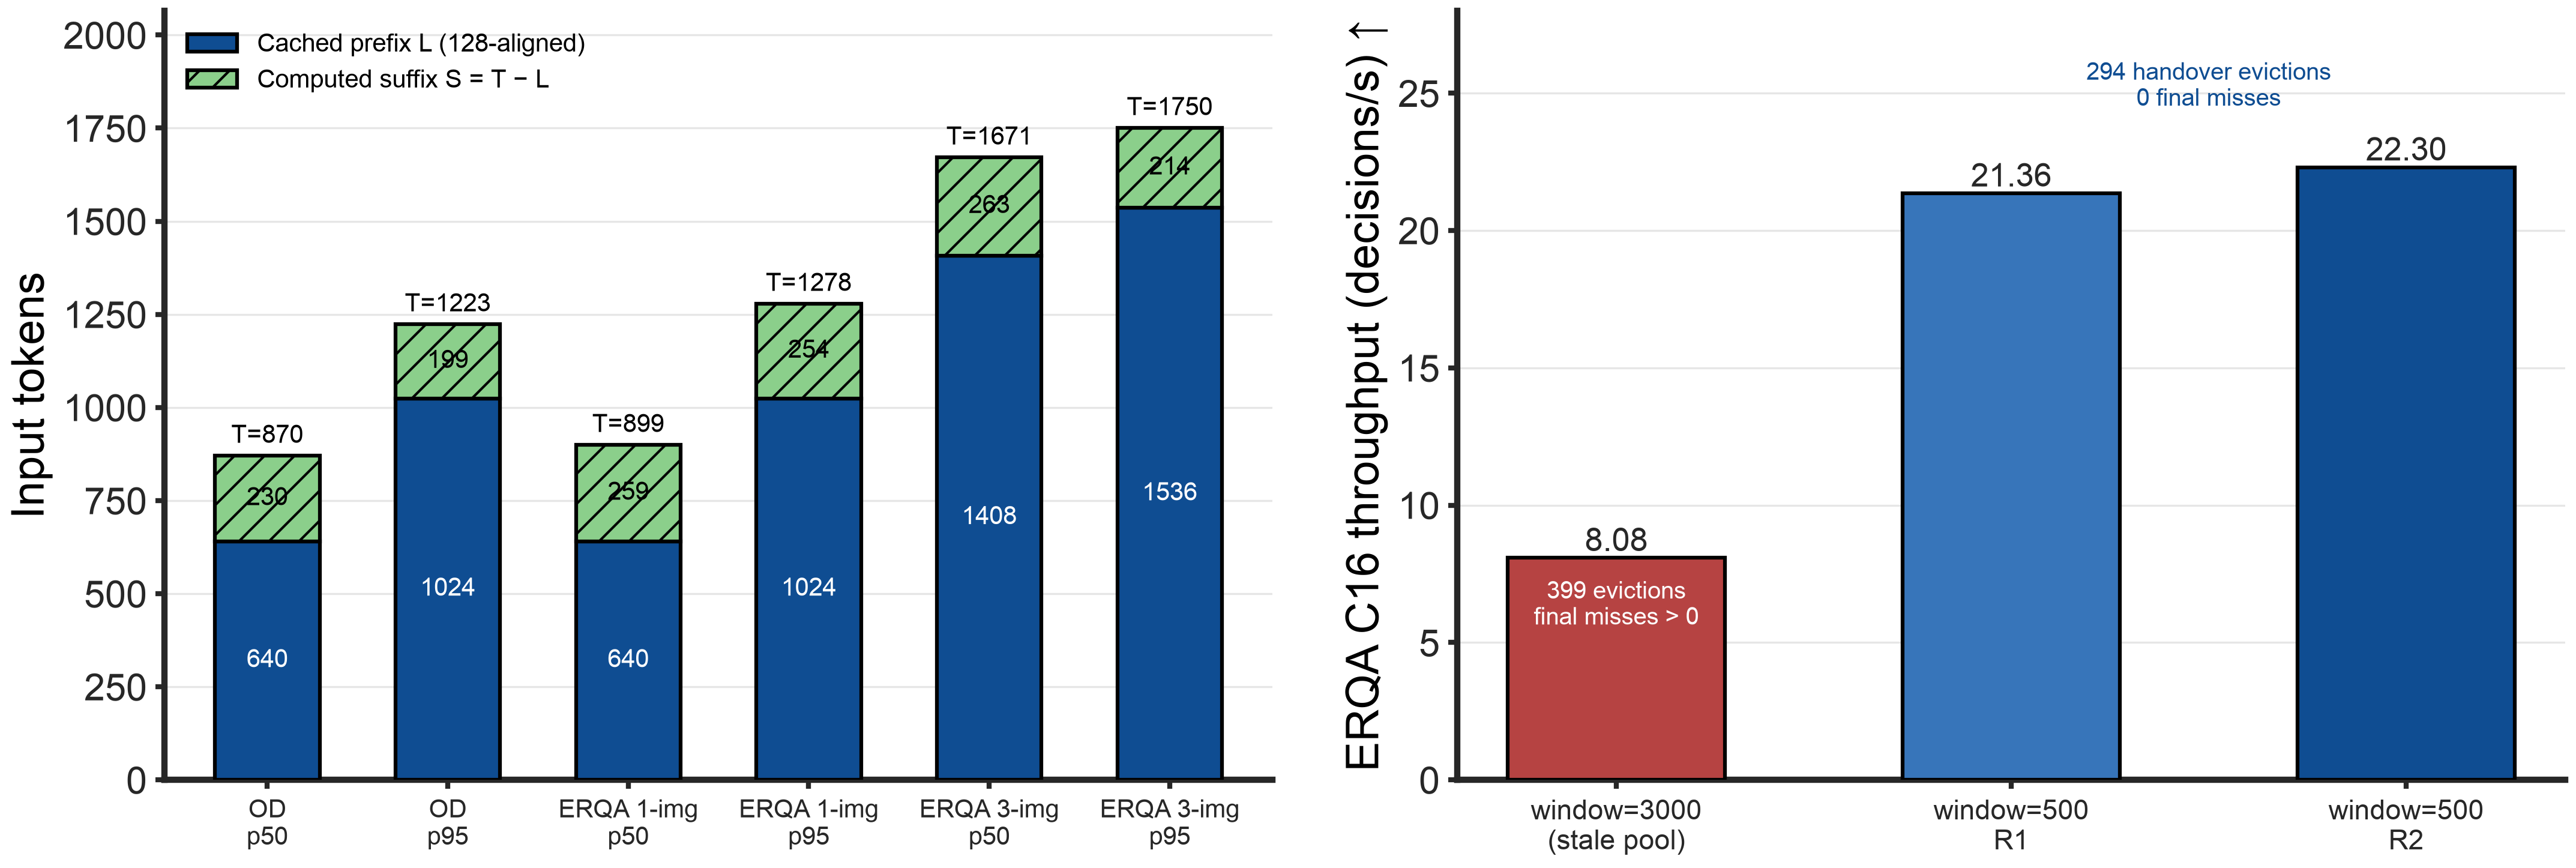 Input tokens
2000
1750
1500
1250
1000
750
500
250
0
Cached prefix L (128-aligned)
Computed suffix S = T − L
T=870
230
640
T=1223
199
1024
T=899
259
640
T=1278
254
1024
T=1671
263
1408
T=1750
214
1536
OD
p50
OD
p95
ERQA 1-img
p50
ERQA 1-img
p95
ERQA 3-img
p50
ERQA 3-img
p95
ERQA C16 throughput (decisions/s) ↑
25
20
15
10
5
0
294 handover evictions
0 final misses
8.08
399 evictions
final misses > 0
21.36
22.30
window=3000
(stale pool)
window=500
R1
window=500
R2